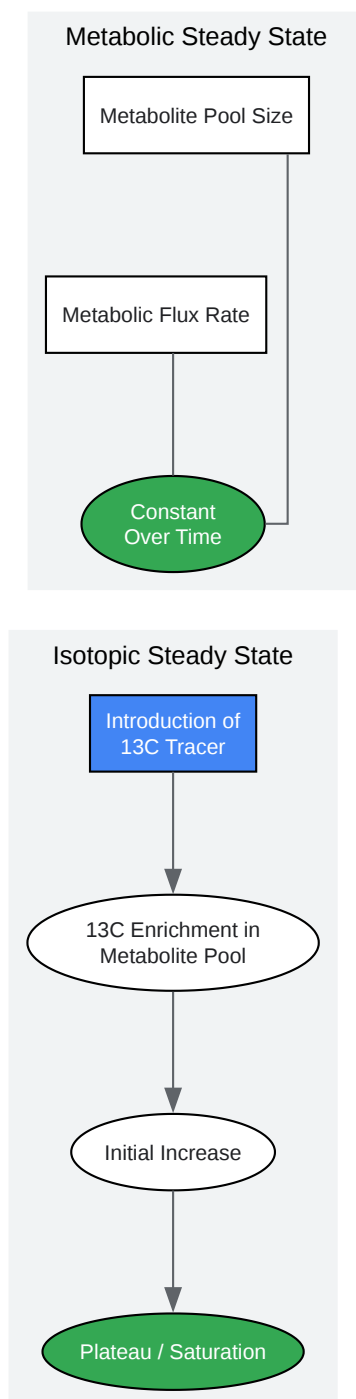 Metabolic Steady State
Metabolite Pool Size
Metabolic Flux Rate
Constant
Over Time
Isotopic Steady State
Introduction of
13C Tracer
13C Enrichment in
Metabolite Pool
Initial Increase
Plateau / Saturation